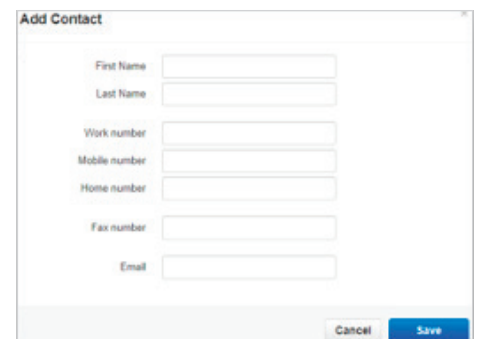 Add Contact
First Name
Last Name
Work number
Mobile number
Home number
Fax number
Email
Cancel Save